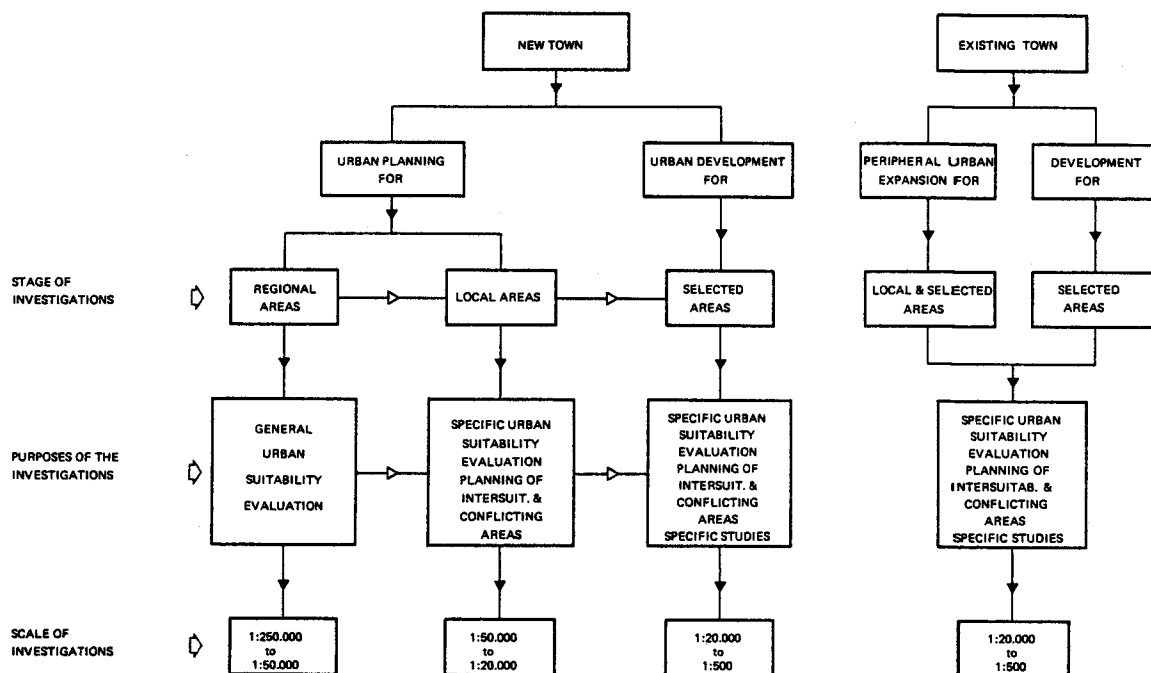 NEW TOWN
EXISTING TOWN
URBAN PLANNING
FOR
URBAN DEVELOPMENT
FOR
PERIPHERAL URBAN
EXPANSION FOR
DEVELOPMENT
FOR
STAGE OF
INVESTIGATIONS
REGIONAL
AREAS
LOCAL AREAS
SELECTED
AREAS
LOCAL & SELECTED
AREAS
SELECTED
AREAS
PURPOSES OF THE
INVESTIGATIONS
GENERAL
URBAN
SUITABILITY
EVALUATION
SPECIFIC URBAN
SUITABILITY
EVALUATION
PLANNING OF
INTERSUIT. &
CONFLICTING
AREAS
SPECIFIC URBAN
SUITABILITY
EVALUATION
PLANNING OF
INTERSUIT. &
CONFLICTING
AREAS
SPECIFIC STUDIES
SPECIFIC URBAN
SUITABILITY
EVALUATION
PLANNING OF
INTERSUITAB. &
CONFLICTING
AREAS
SPECIFIC STUDIES
SCALE OF
INVESTIGATIONS
1:250.000
to
1:50.000
1:50.000
to
1:20.000
1:20.000
to
1:500
1:20.000
to
1:500